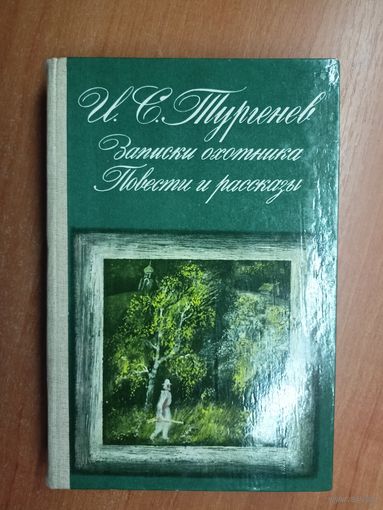 И. С. Тургенев
Записки охотника
Повести и рассказы